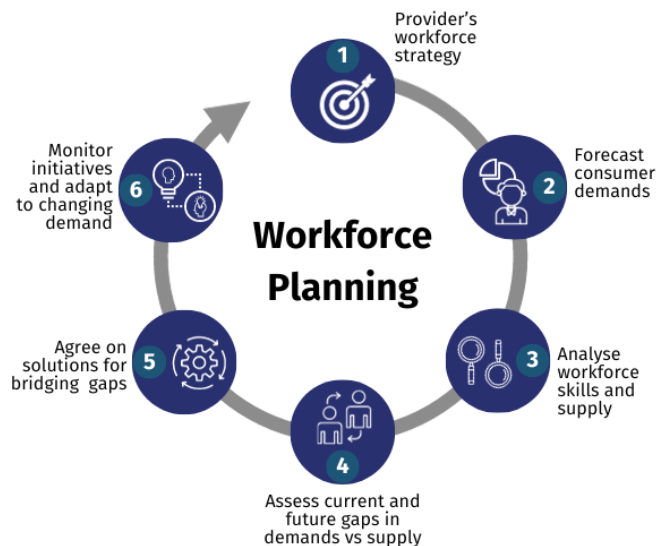 1
Provider's
workforce
strategy
2
Forecast
consumer
demands
3
Analyse
workforce
skills and
supply
4
Assess current and
future gaps in
demands vs supply
5
Agree on
solutions for
bridging gaps
6
Monitor
initiatives
and adapt
to changing
demand
Workforce
Planning